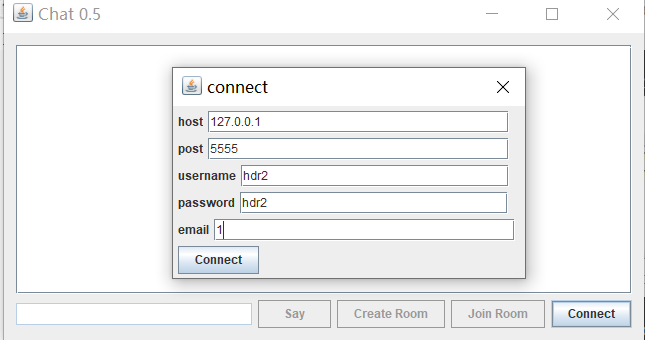 Chat 0.5
connect
host 127.0.0.1
post 5555
username hdr2
password hdr2
email 1
Connect
Say Create Room Join Room Connect